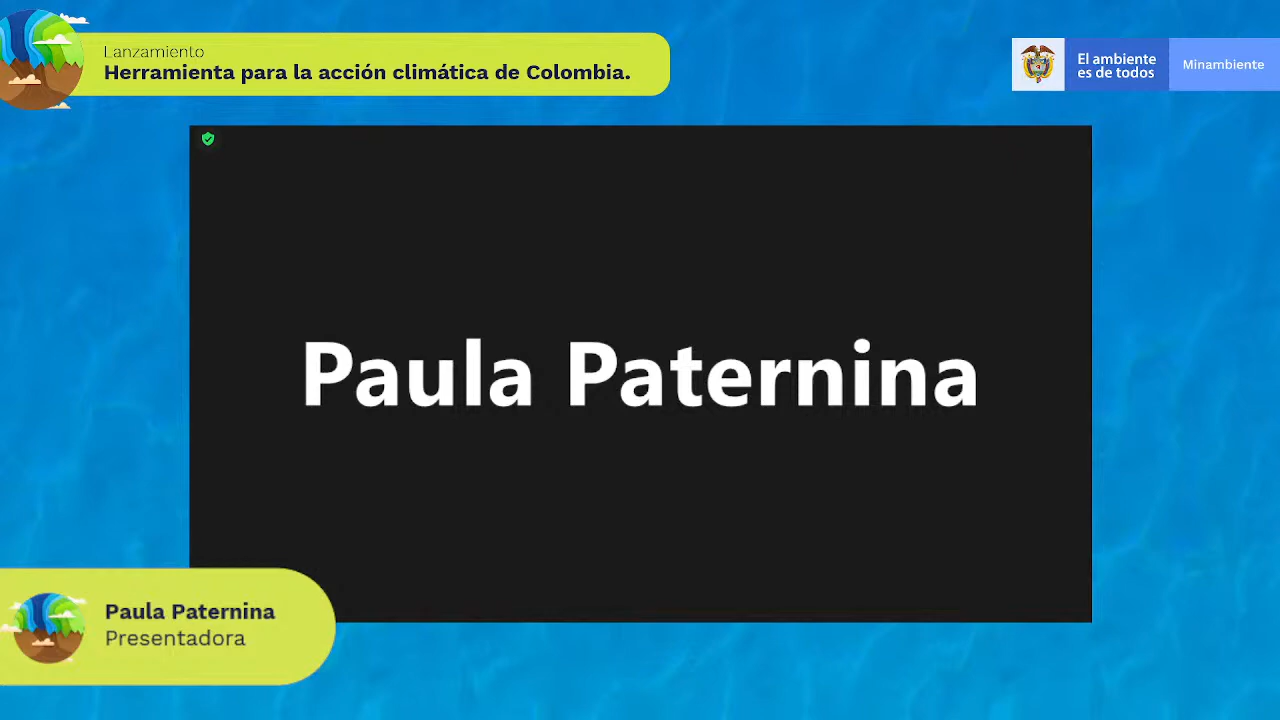 Lanzamiento
Herramienta para la acción climática de Colombia.
El ambiente
es de todos
Minambiente
Paula Paternina
Paula Paternina
Presentadora